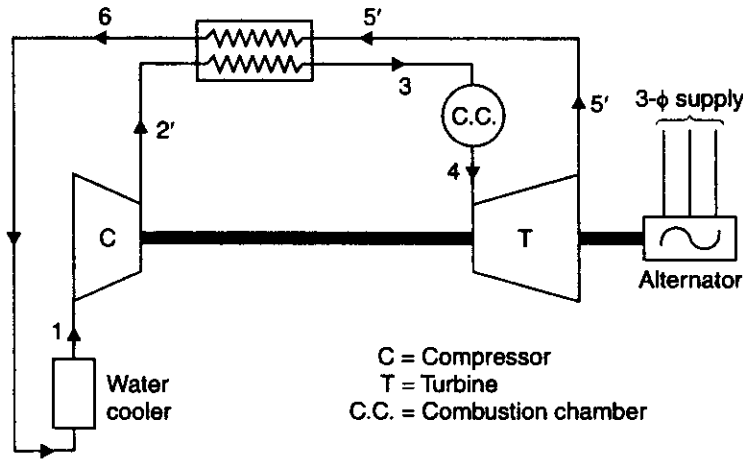 6
5′
3
2′
C.C.
5′
3-ϕ supply
4
C
T
Alternator
1
Water
cooler
C = Compressor
T = Turbine
C.C. = Combustion chamber